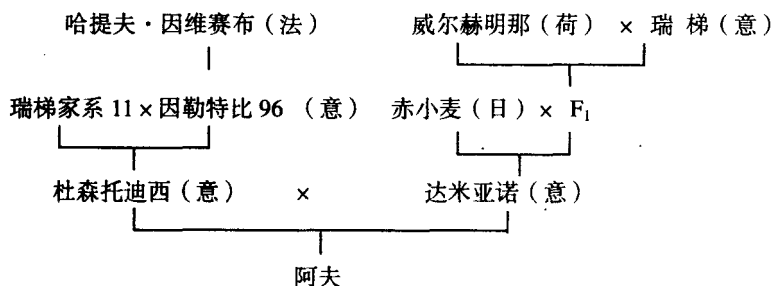 哈提夫·因维赛布(法) 威尔赫明那(荷) × 瑞 梯(意)
瑞梯家系 11×因勒特比 96 (意) 赤小麦(日)× F₁
杜森托迪西(意) × 达米亚诺(意)
阿夫